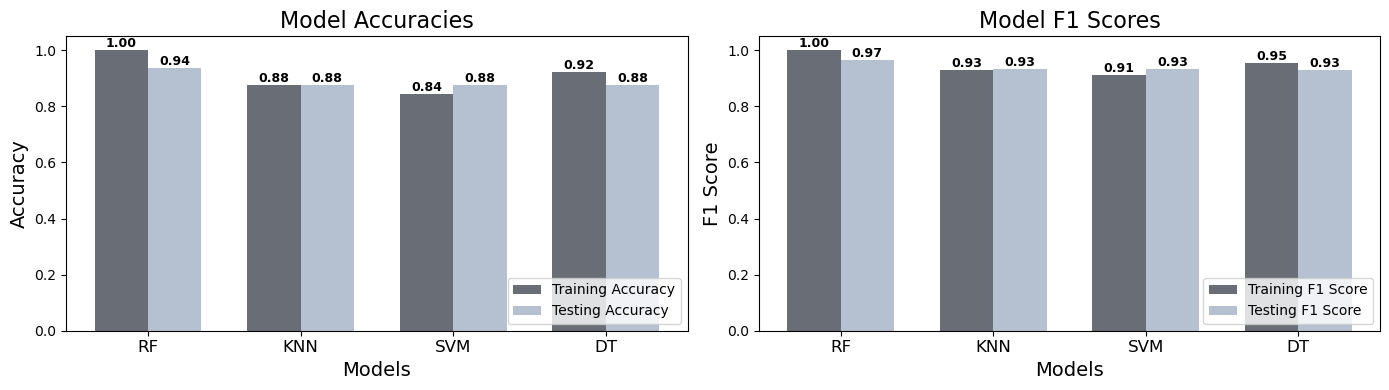 Model Accuracies
1.00
0.94
0.88
0.88
0.84
0.88
0.92
0.88
Accuracy
1.0
0.8
0.6
0.4
0.2
0.0
Training Accuracy
Testing Accuracy
RF
KNN
SVM
DT
Models
Model F1 Scores
1.00
0.97
0.93
0.93
0.91
0.93
0.95
0.93
F1 Score
1.0
0.8
0.6
0.4
0.2
0.0
Training F1 Score
Testing F1 Score
RF
KNN
SVM
DT
Models